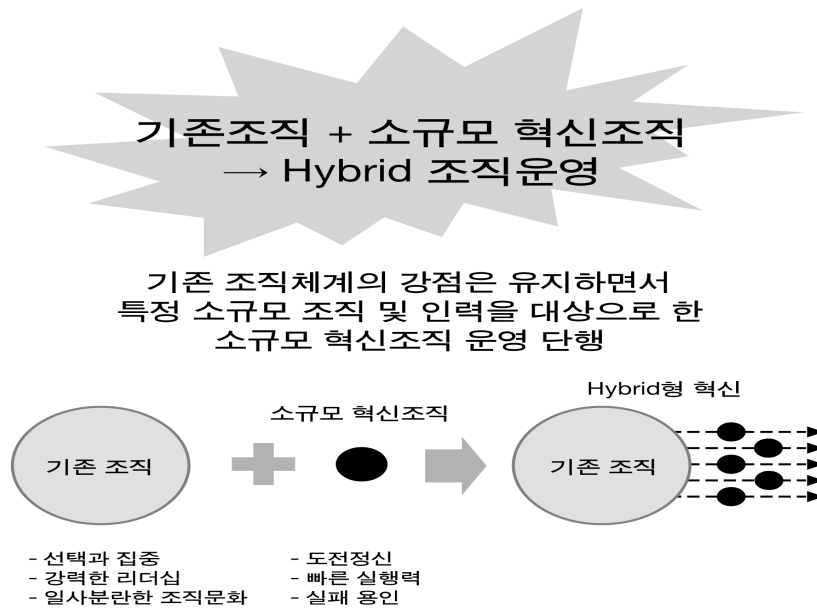 기존조직 + 소규모 혁신조직
→ Hybrid 조직운영
기존 조직체계의 강점은 유지하면서
특정 소규모 조직 및 인력을 대상으로 한
소규모 혁신조직 운영 단행
Hybrid형 혁신
소규모 혁신조직
기존 조직
기존 조직
- 선택과 집중
- 강력한 리더십
- 일사분란한 조직문화
- 도전정신
- 빠른 실행력
- 실패 용인